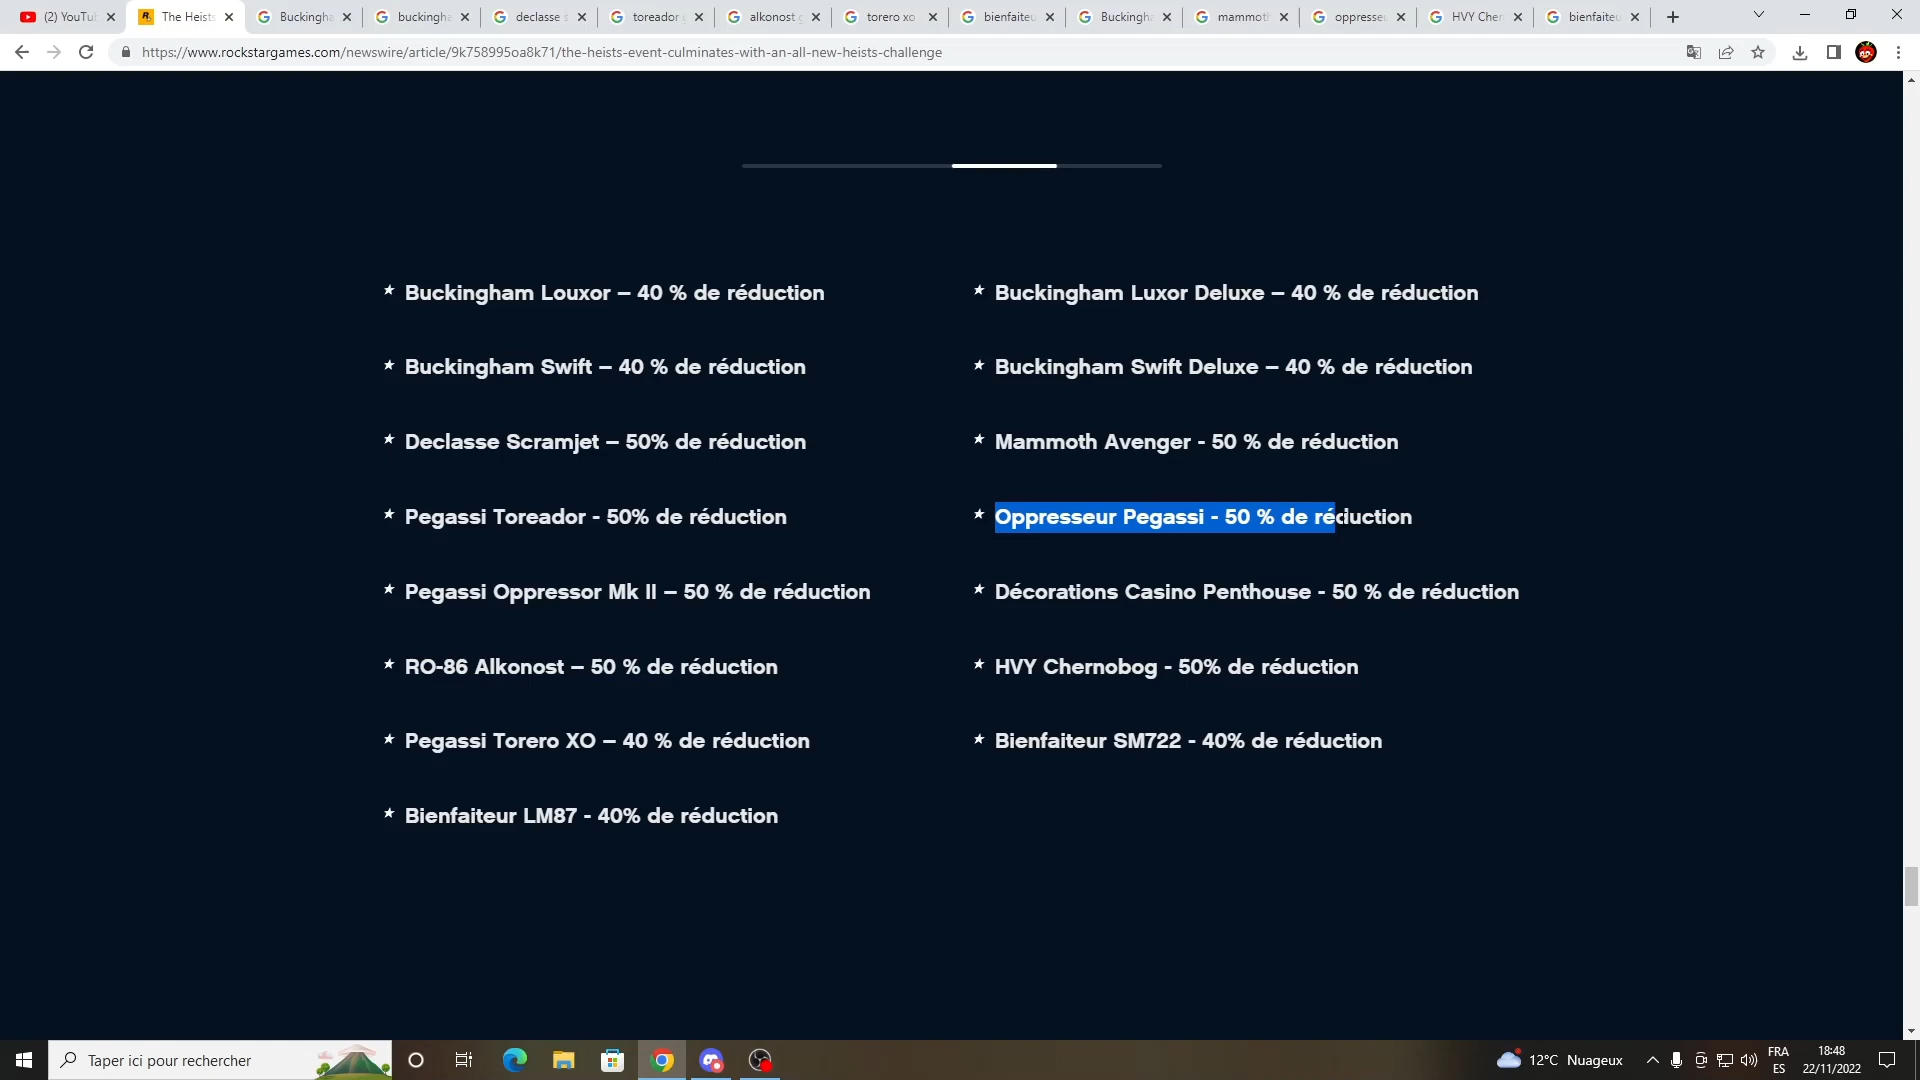 (2) YouTu
The Heists
Buckingha
buckingha
declasse s
toreador g
alkonost g
torero xo
bienfaiteu
Buckingha
mammoth
oppresseu
HVY Cher
bienfaiteu
https://www.rockstargames.com/newswire/article/9k758995oa8k71/the-heists-event-culminates-with-an-all-new-heists-challenge
Buckingham Louxor – 40 % de réduction
Buckingham Luxor Deluxe – 40 % de réduction
Buckingham Swift – 40 % de réduction
Buckingham Swift Deluxe – 40 % de réduction
Declasse Scramjet – 50% de réduction
Mammoth Avenger - 50 % de réduction
Pegassi Toreador - 50% de réduction
Oppresseur Pegassi - 50 % de réduction
Pegassi Oppressor Mk II – 50 % de réduction
Décorations Casino Penthouse - 50 % de réduction
RO-86 Alkonost – 50 % de réduction
HVY Chernobog - 50% de réduction
Pegassi Torero XO – 40 % de réduction
Bienfaiteur SM722 - 40% de réduction
Bienfaiteur LM87 - 40% de réduction
Taper ici pour rechercher
12°C Nuageux
FRA
ES
18:48
22/11/2022